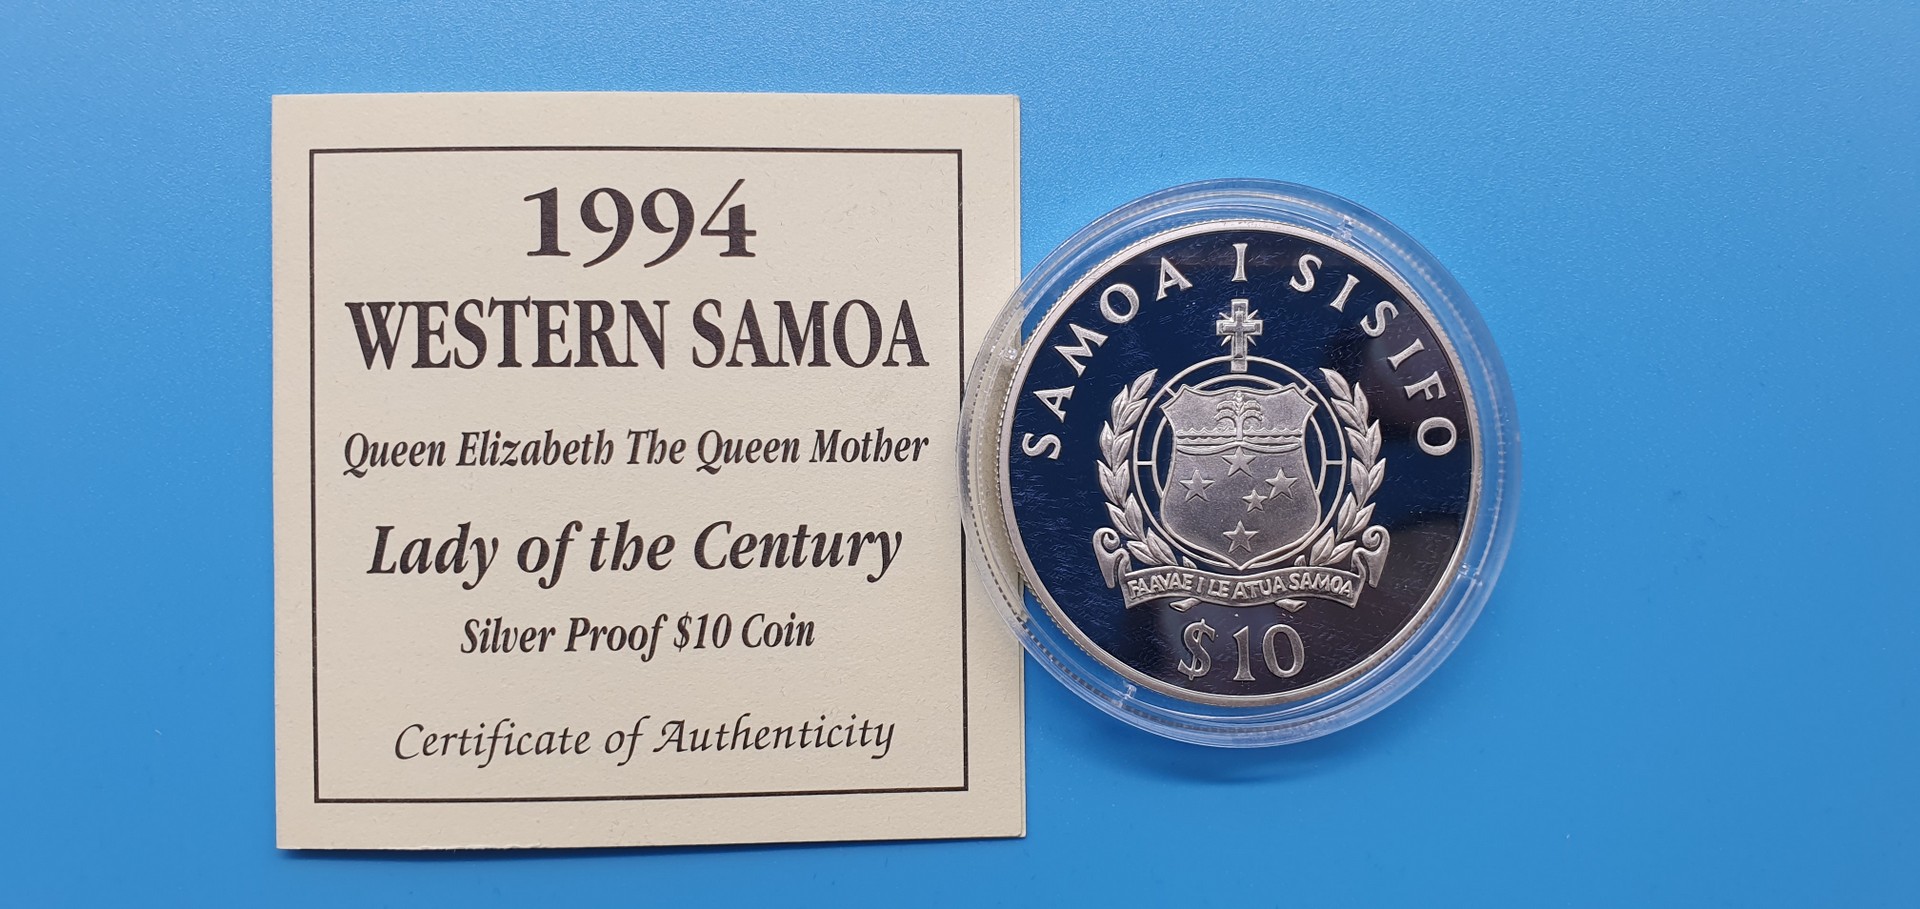 1994
WESTERN SAMOA
Queen Elizabeth The Queen Mother
Lady of the Century
Silver Proof $10 Coin
Certificate of Authenticity
SAMOA I SISIFO
FAAVAE I LE ATUA SAMOA
$10